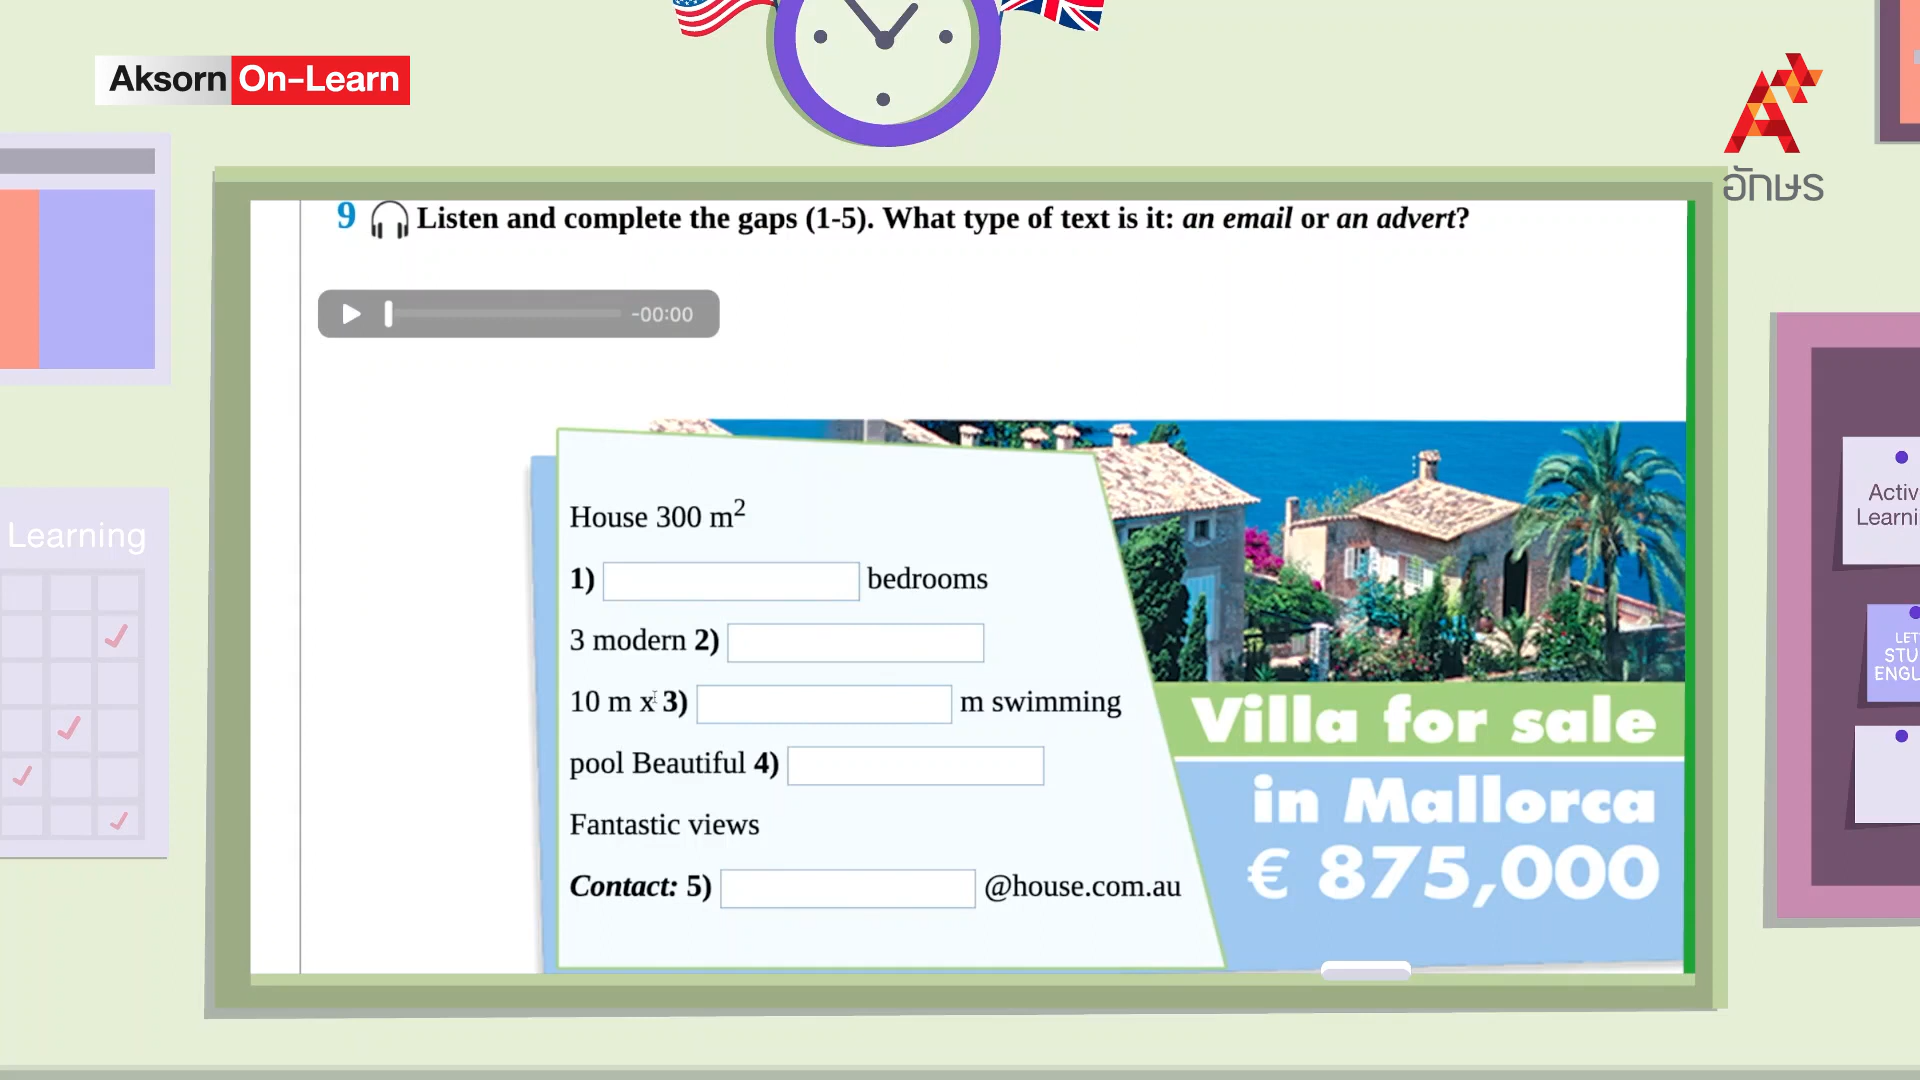 Aksorn On-Learn
อักษร
9 Listen and complete the gaps (1-5). What type of text is it: an email or an advert?
-00:00
House 300 m²
1) bedrooms
3 modern 2)
10 m x 3) m swimming
pool Beautiful 4)
Fantastic views
Contact: 5) @house.com.au
Villa for sale
in Mallorca
€ 875,000
Learning
Activ
Learni
LET
STU
ENGL